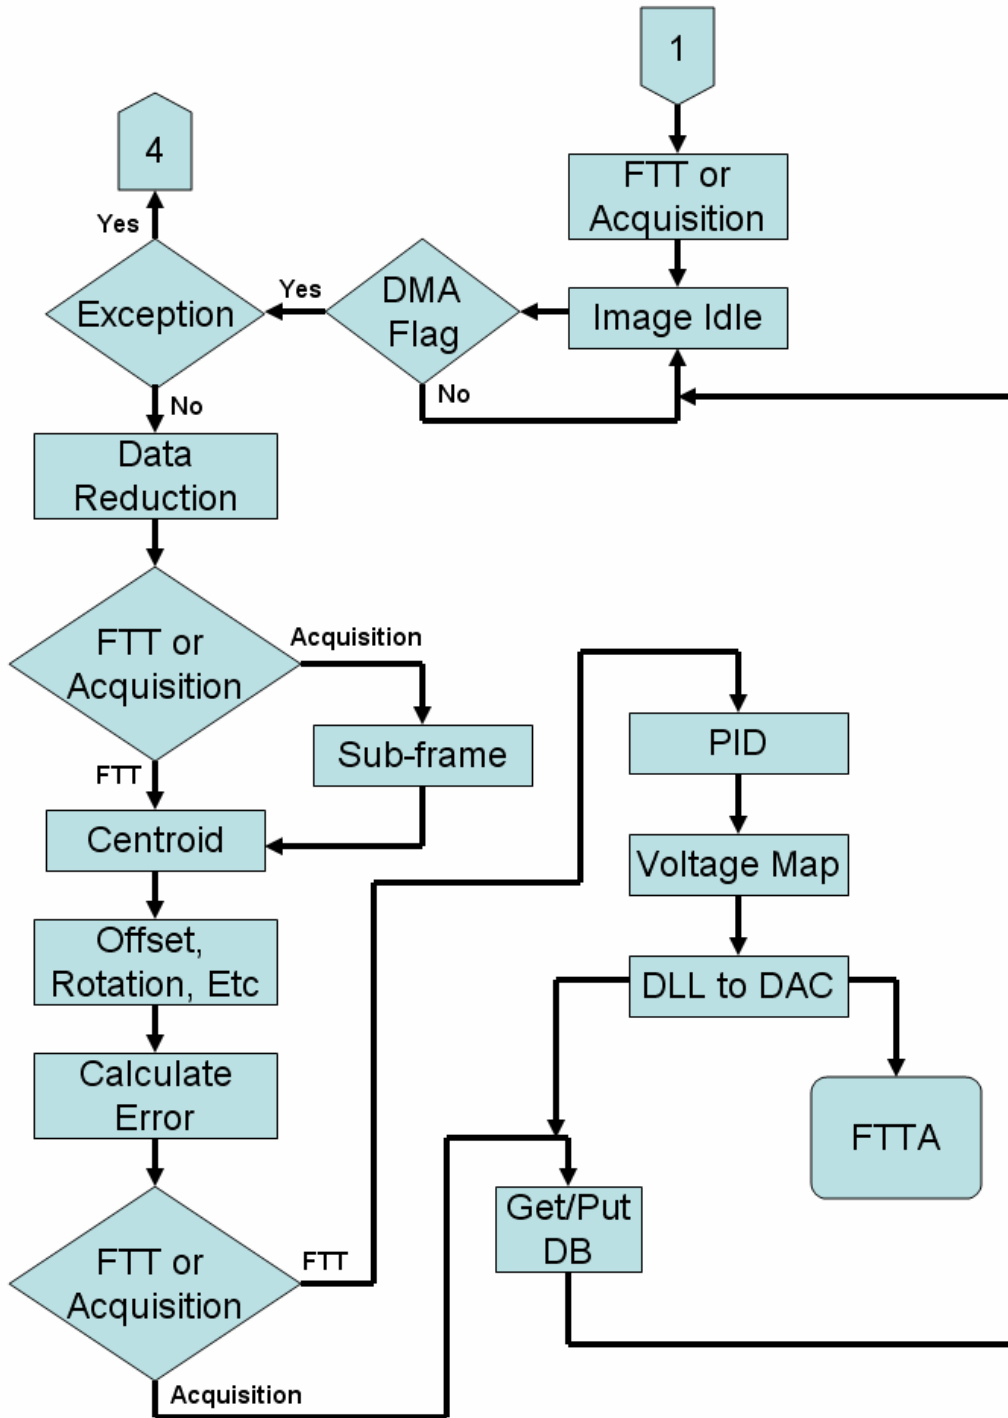 1
4
FTT or
Acquisition
Yes
Exception
Yes
DMA
Flag
Image Idle
No
No
Data
Reduction
FTT or
Acquisition
Acquisition
Sub-frame
PID
FTT
Centroid
Voltage Map
Offset,
Rotation, Etc
DLL to DAC
Calculate
Error
FTTA
Get/Put
DB
FTT or
Acquisition
FTT
Acquisition